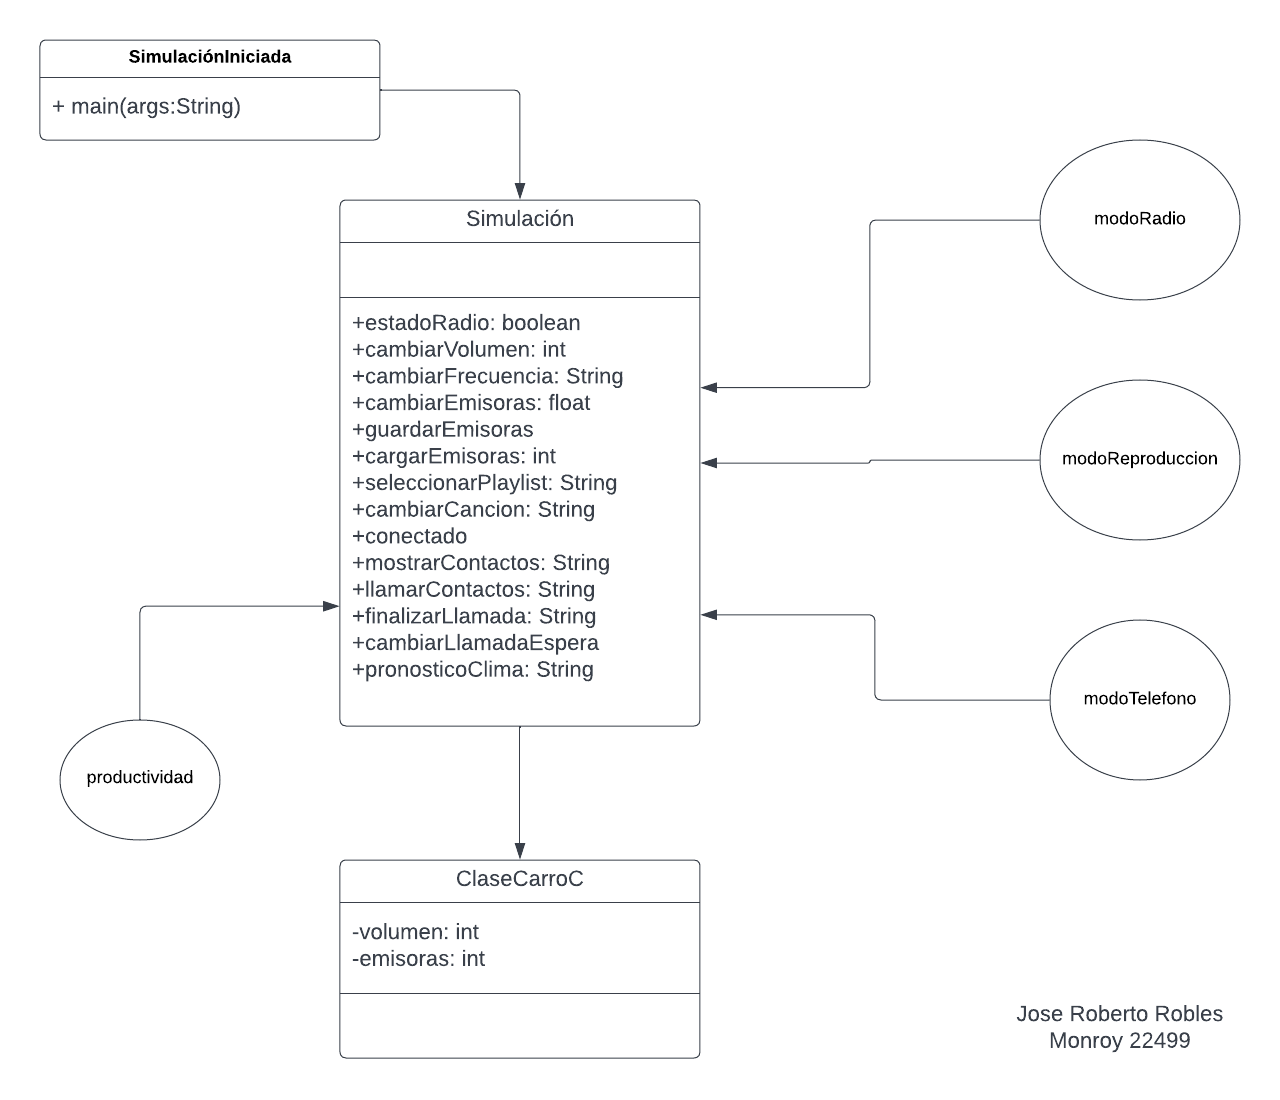 SimulaciónIniciada
+ main(args:String)
Simulación
+estadoRadio: boolean
+cambiarVolumen: int
+cambiarFrecuencia: String
+cambiarEmisoras: float
+guardarEmisoras
+cargarEmisoras: int
+seleccionarPlaylist: String
+cambiarCancion: String
+conectado
+mostrarContactos: String
+llamarContactos: String
+finalizarLlamada: String
+cambiarLlamadaEspera
+pronosticoClima: String
modoRadio
modoReproduccion
modoTelefono
productividad
ClaseCarroC
-volumen: int
-emisoras: int
Jose Roberto Robles
Monroy 22499